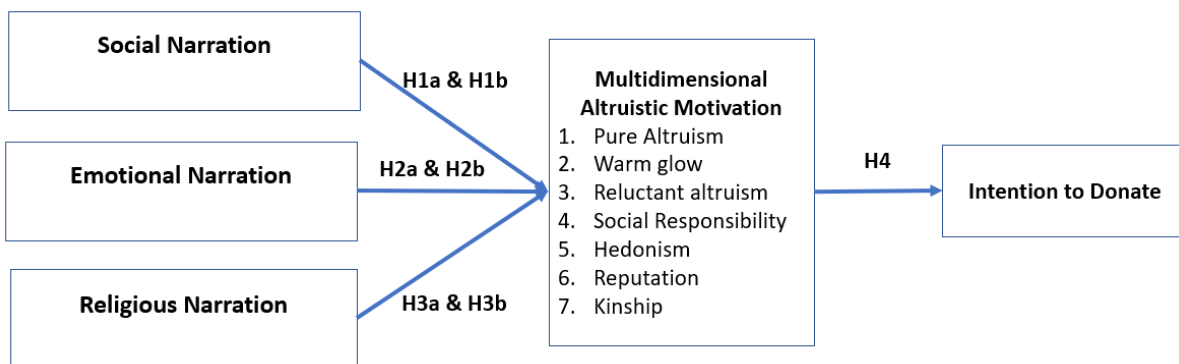 Social Narration
H1a & H1b
Emotional Narration
H2a & H2b
Religious Narration
H3a & H3b
Multidimensional
Altruistic Motivation
1. Pure Altruism
2. Warm glow
3. Reluctant altruism
4. Social Responsibility
5. Hedonism
6. Reputation
7. Kinship
H4
Intention to Donate